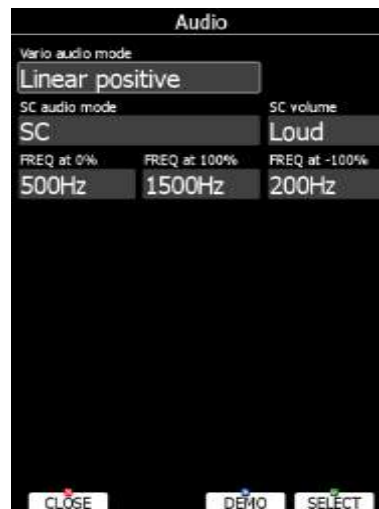 Audio
Vario audio mode
Linear positive
SC audio mode SC volume
SC Loud
FREQ at 0% FREQ at 100% FREQ at -100%
500Hz 1500Hz 200Hz
CLOSE DEMO SELECT